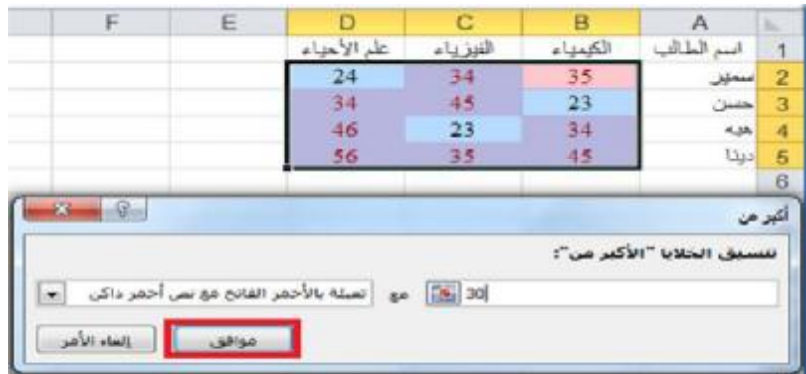 A B C D E F
1 اسم الطالب الكيمياء الفيزياء علم الأحياء
2 سمير 35 34 24
3 حسن 23 45 34
4 هبه 34 23 46
5 دينا 45 35 56
6
أكبر من
تنسيق الخلايا "الأكبر من":
30 مع تعبئة بالأحمر الفاتح مع نص أحمر داكن
موافق إلغاء الأمر